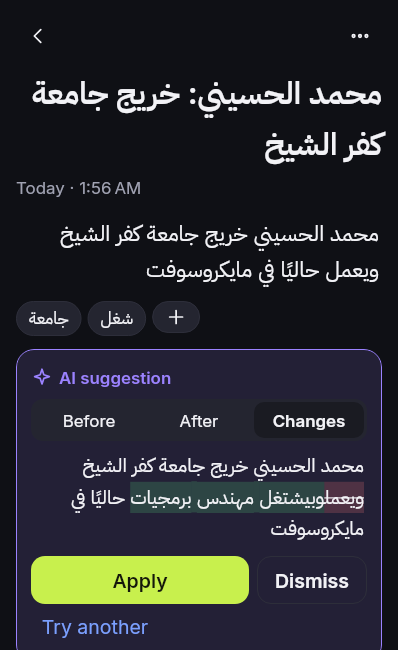 محمد الحسيني: خريج جامعة
كفر الشيخ
Today · 1:56 AM
محمد الحسيني خريج جامعة كفر الشيخ
ويعمل حاليًا في مايكروسوفت
جامعة شغل
AI suggestion
Before After Changes
محمد الحسيني خريج جامعة كفر الشيخ
ويعملوبيشتغل مهندس برمجيات حاليًا في
مايكروسوفت
Apply Dismiss
Try another